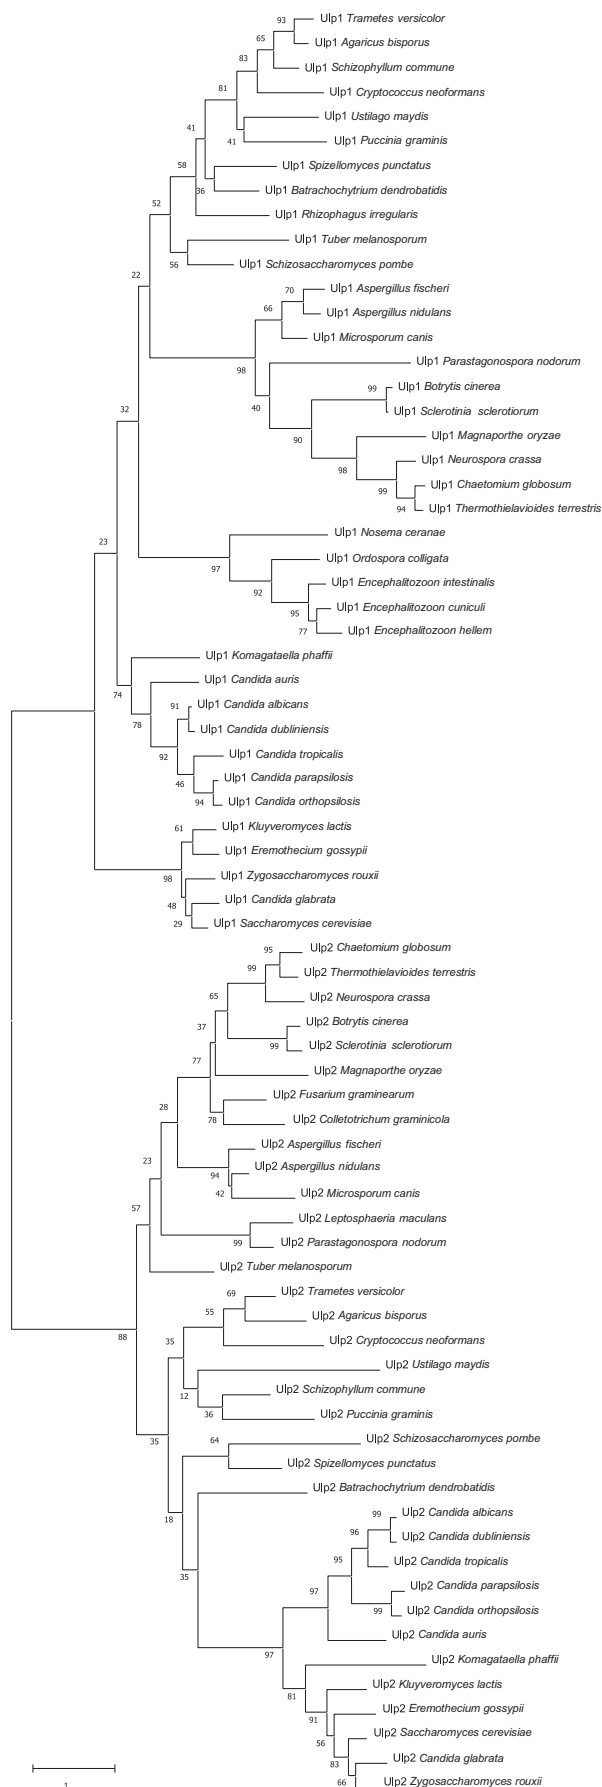 93 Ulp1 Trametes versicolor
65 Ulp1 Agaricus bisporus
83 Ulp1 Schizophyllum commune
81 Ulp1 Cryptococcus neoformans
Ulp1 Ustilago maydis
41
41 Ulp1 Puccinia graminis
58 Ulp1 Spizellomyces punctatus
36 Ulp1 Batrachochytrium dendrobatidis
52
Ulp1 Rhizophagus irregularis
Ulp1 Tuber melanosporum
56 Ulp1 Schizosaccharomyces pombe
22
70 Ulp1 Aspergillus fischeri
66 Ulp1 Aspergillus nidulans
Ulp1 Microsporum canis
98 Ulp1 Parastagonospora nodorum
99 Ulp1 Botrytis cinerea
40
32 Ulp1 Sclerotinia sclerotiorum
90 Ulp1 Magnaporthe oryzae
98 Ulp1 Neurospora crassa
99 Ulp1 Chaetomium globosum
94 Ulp1 Thermothielavioides terrestris
Ulp1 Nosema ceranae
23
Ulp1 Ordospora colligata
97
92 Ulp1 Encephalitozoon intestinalis
95 Ulp1 Encephalitozoon cuniculi
77 Ulp1 Encephalitozoon hellem
Ulp1 Komagataella phaffii
Ulp1 Candida auris
74
91 Ulp1 Candida albicans
78 Ulp1 Candida dubliniensis
92 Ulp1 Candida tropicalis
46 Ulp1 Candida parapsilosis
94 Ulp1 Candida orthopsilosis
61 Ulp1 Kluyveromyces lactis
Ulp1 Eremothecium gossypii
98 Ulp1 Zygosaccharomyces rouxii
48 Ulp1 Candida glabrata
29 Ulp1 Saccharomyces cerevisiae
95 Ulp2 Chaetomium globosum
99 Ulp2 Thermothielavioides terrestris
65 Ulp2 Neurospora crassa
37 Ulp2 Botrytis cinerea
99 Ulp2 Sclerotinia sclerotiorum
77 Ulp2 Magnaporthe oryzae
Ulp2 Fusarium graminearum
28
78 Ulp2 Colletotrichum graminicola
Ulp2 Aspergillus fischeri
23
94 Ulp2 Aspergillus nidulans
42 Ulp2 Microsporum canis
57 Ulp2 Leptosphaeria maculans
99 Ulp2 Parastagonospora nodorum
Ulp2 Tuber melanosporum
69 Ulp2 Trametes versicolor
55 Ulp2 Agaricus bisporus
88
35 Ulp2 Cryptococcus neoformans
Ulp2 Ustilago maydis
12 Ulp2 Schizophyllum commune
36 Ulp2 Puccinia graminis
35 64 Ulp2 Schizosaccharomyces pombe
Ulp2 Spizellomyces punctatus
Ulp2 Batrachochytrium dendrobatidis
18 99 Ulp2 Candida albicans
96 Ulp2 Candida dubliniensis
95 Ulp2 Candida tropicalis
35
97 Ulp2 Candida parapsilosis
99 Ulp2 Candida orthopsilosis
Ulp2 Candida auris
97 Ulp2 Komagataella phaffii
81 Ulp2 Kluyveromyces lactis
91 Ulp2 Eremothecium gossypii
56 Ulp2 Saccharomyces cerevisiae
83 Ulp2 Candida glabrata
66 Ulp2 Zygosaccharomyces rouxii
1